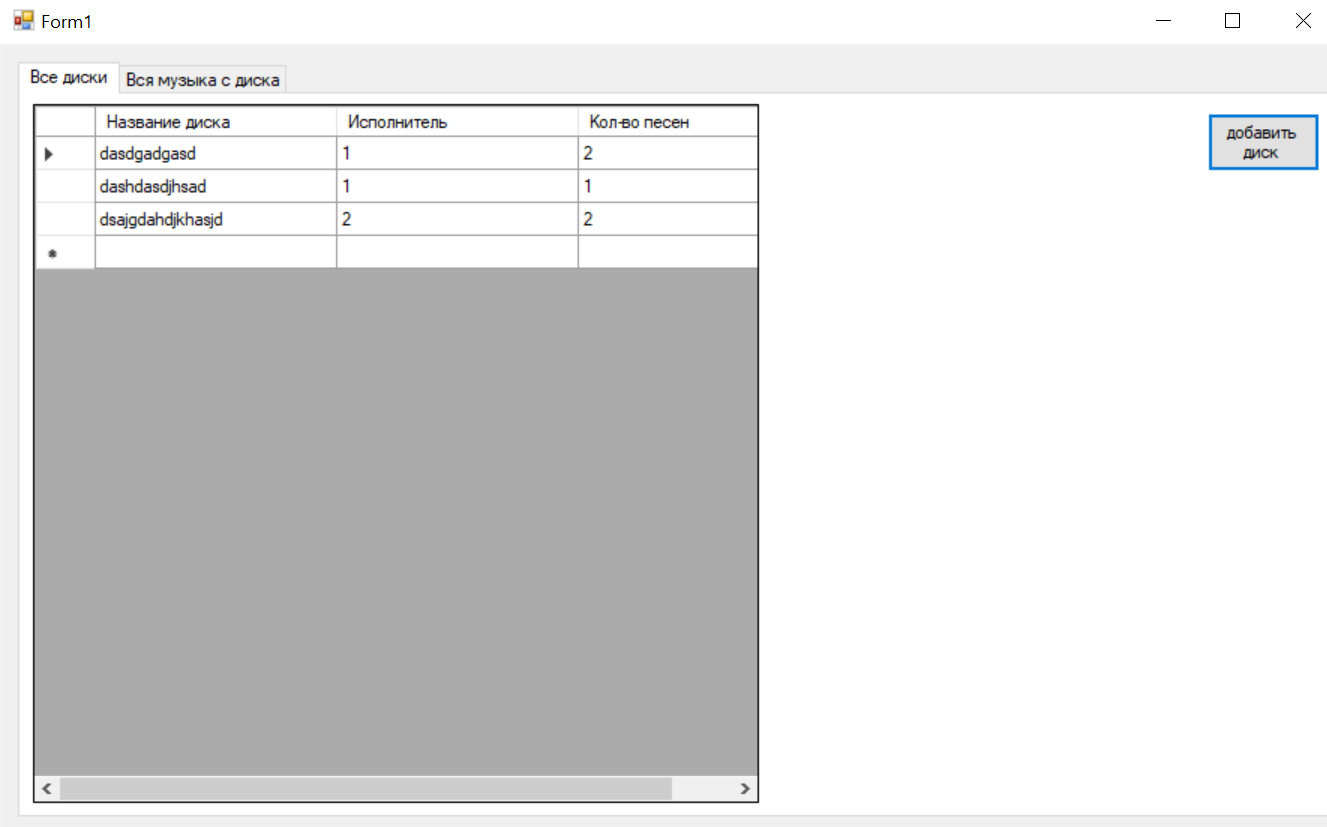 Form1
Все диски Вся музыка с диска
Название диска Исполнитель Кол-во песен
dasdgadgasd 1 2
dashdasdjhsad 1 1
dsajgdahdjkhasjd 2 2
добавить
диск